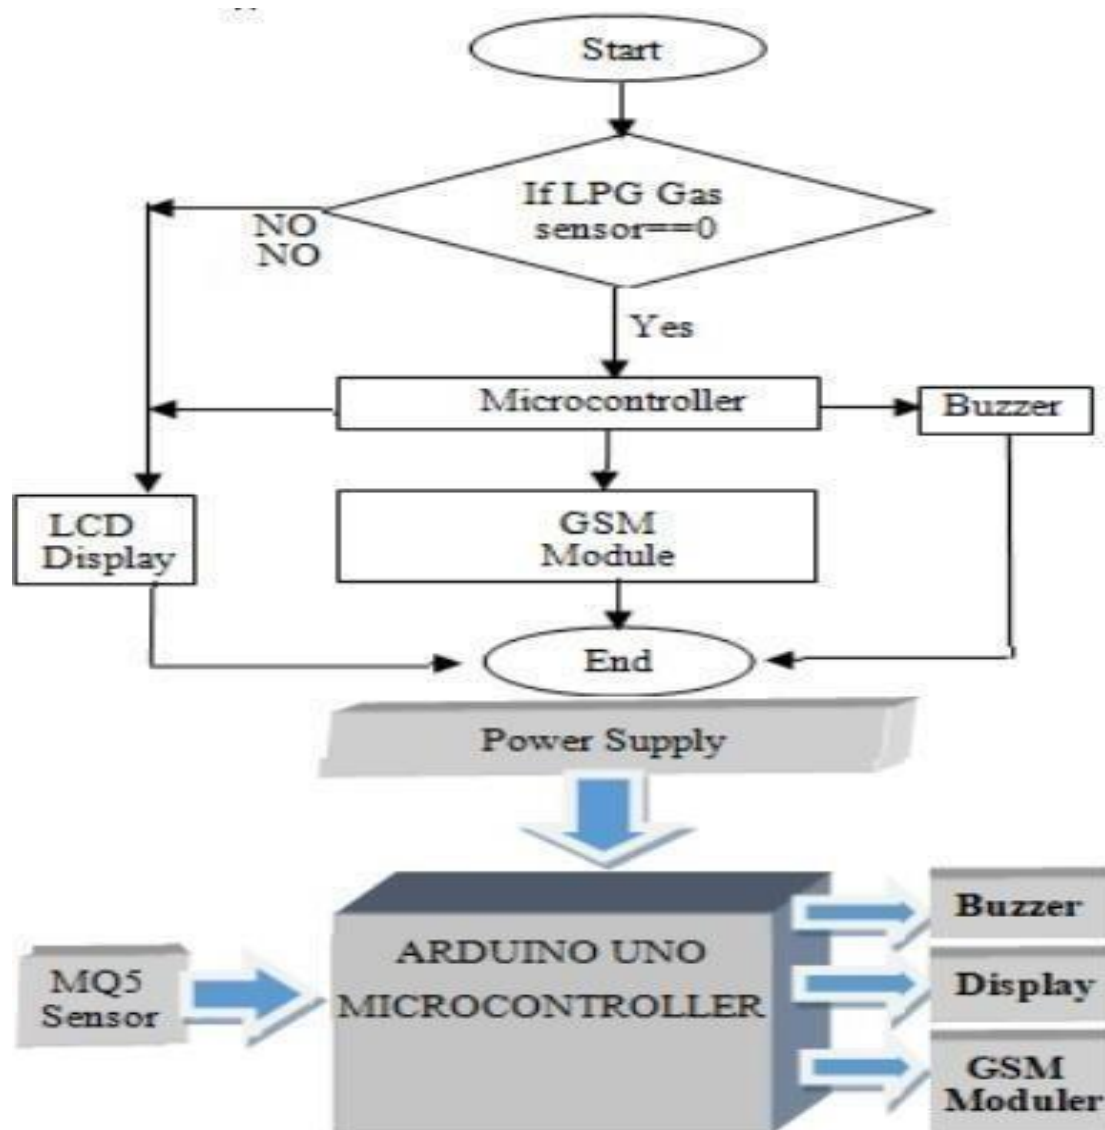 Start
If LPG Gas
sensor==0
NO
NO
Yes
Microcontroller
Buzzer
LCD
Display
GSM
Module
End
Power Supply
ARDUINO UNO
MICROCONTROLLER
MQ5
Sensor
Buzzer
Display
GSM
Moduler